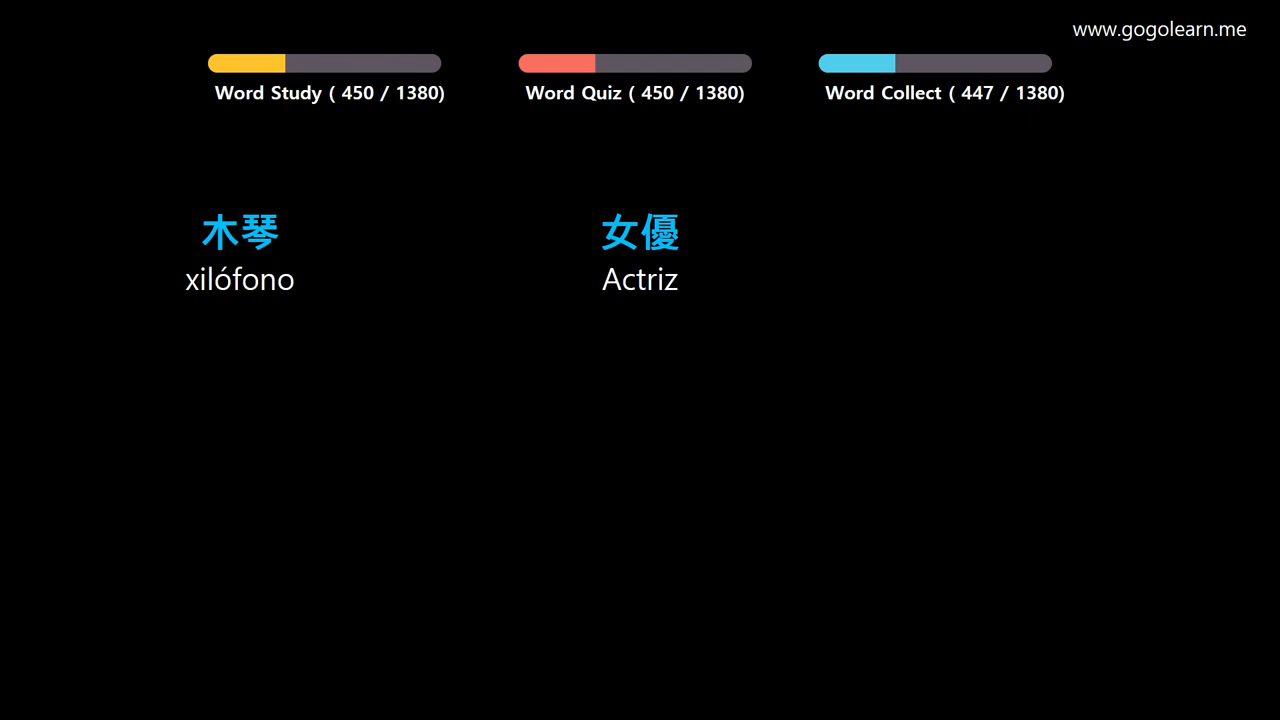 www.gogolearn.me
Word Study ( 450 / 1380)
Word Quiz ( 450 / 1380)
Word Collect ( 447 / 1380)
木琴
xilófono
女優
Actriz